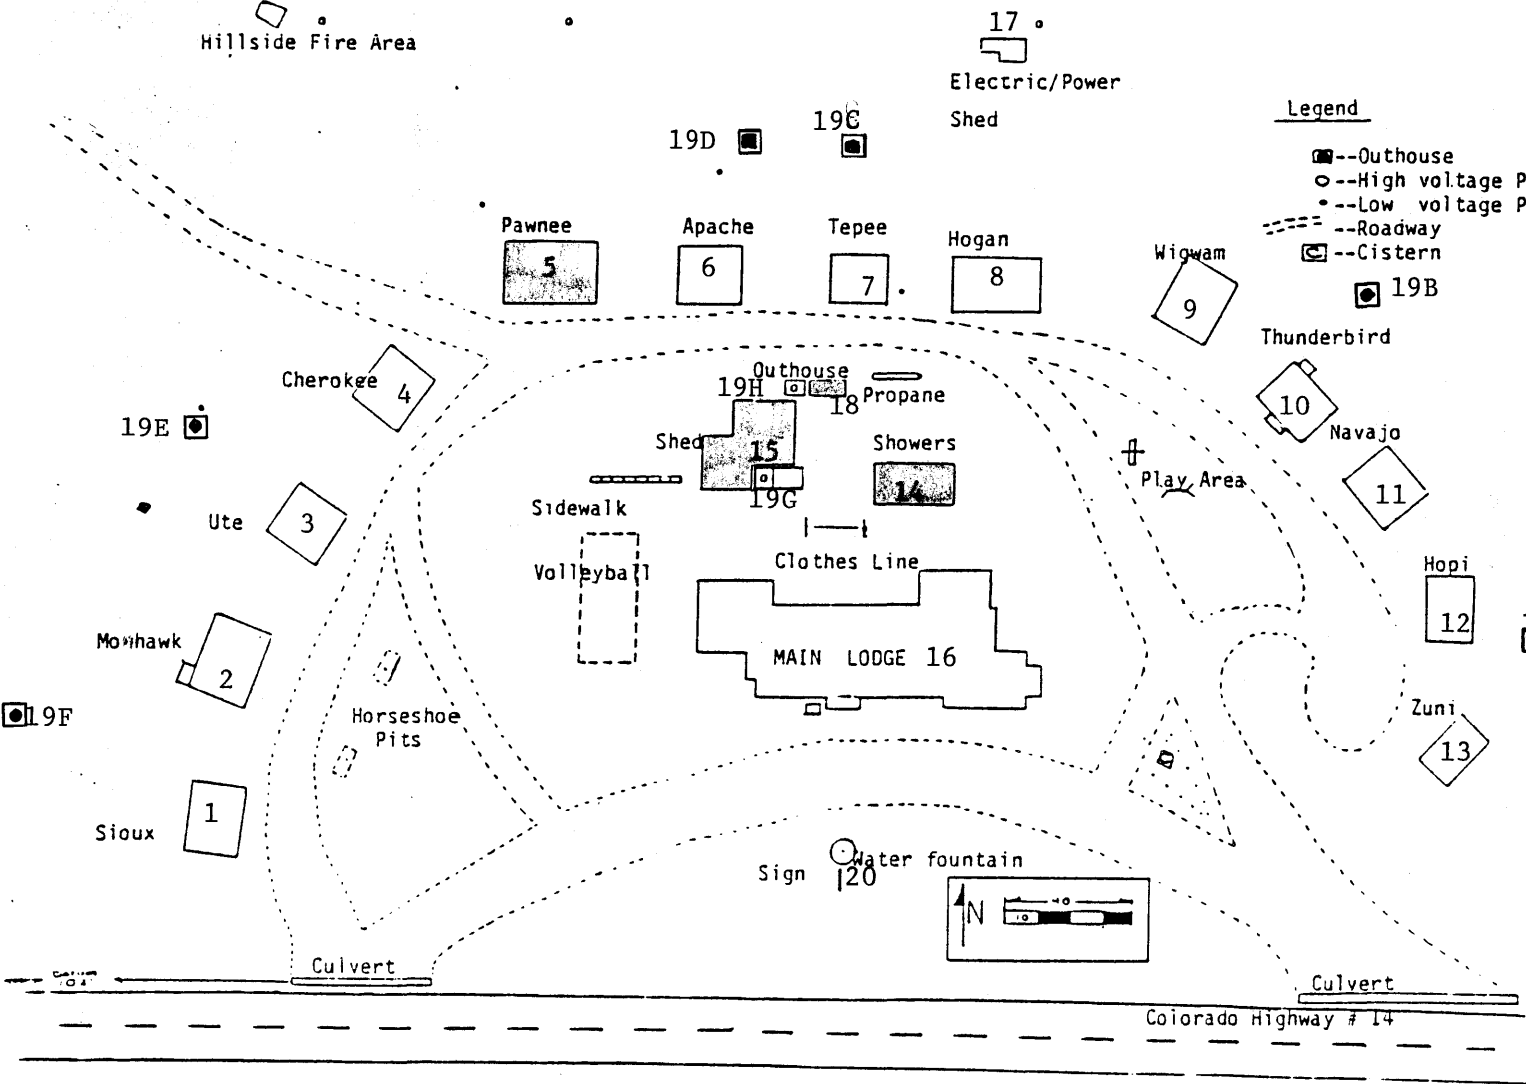 Hillside Fire Area
17
Electric/Power
Shed
Legend
--Outhouse
--High voltage P
--Low voltage P
--Roadway
--Cistern
19D
19C
19B
Pawnee
5
Apache
6
Tepee
7
Hogan
8
Wigwam
9
Thunderbird
10
Cherokee
4
Outhouse
19H
18
Propane
Navajo
11
19E
Shed
15
Showers
14
19G
Play Area
Sidewalk
Ute
3
Clothes Line
Volleyball
Hopi
12
Mohawk
2
MAIN LODGE 16
19F
Horseshoe
Pits
Zuni
13
Sioux
1
Water fountain
Sign
20
N
40
10
Culvert
Culvert
Colorado Highway # 14